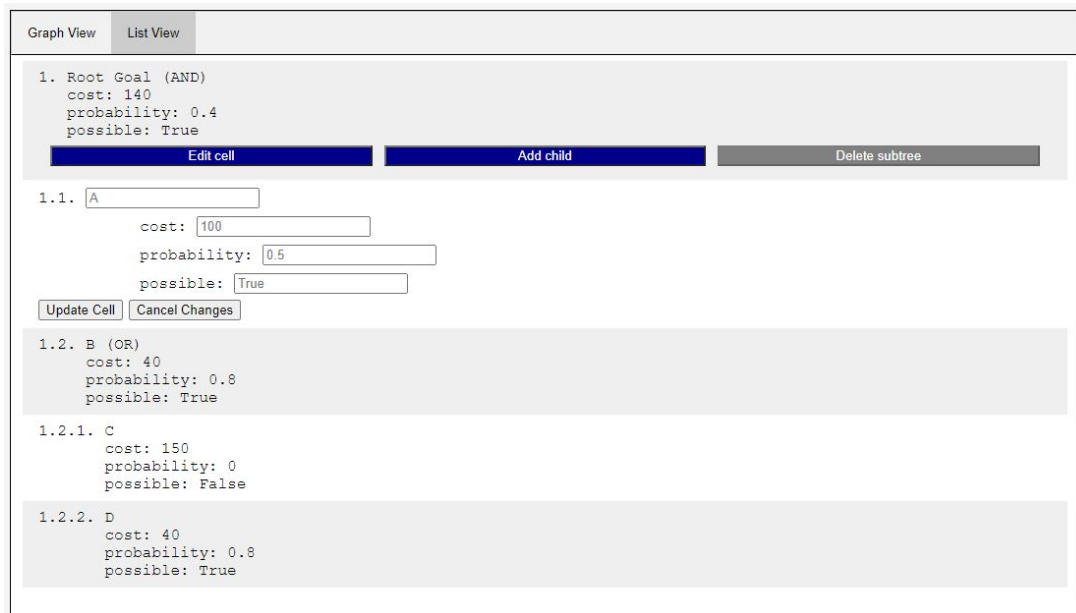 Graph View List View
1. Root Goal (AND)
cost: 140
probability: 0.4
possible: True
Edit cell Add child Delete subtree
1.1. A
cost: 100
probability: 0.5
possible: True
Update Cell Cancel Changes
1.2. B (OR)
cost: 40
probability: 0.8
possible: True
1.2.1. C
cost: 150
probability: 0
possible: False
1.2.2. D
cost: 40
probability: 0.8
possible: True